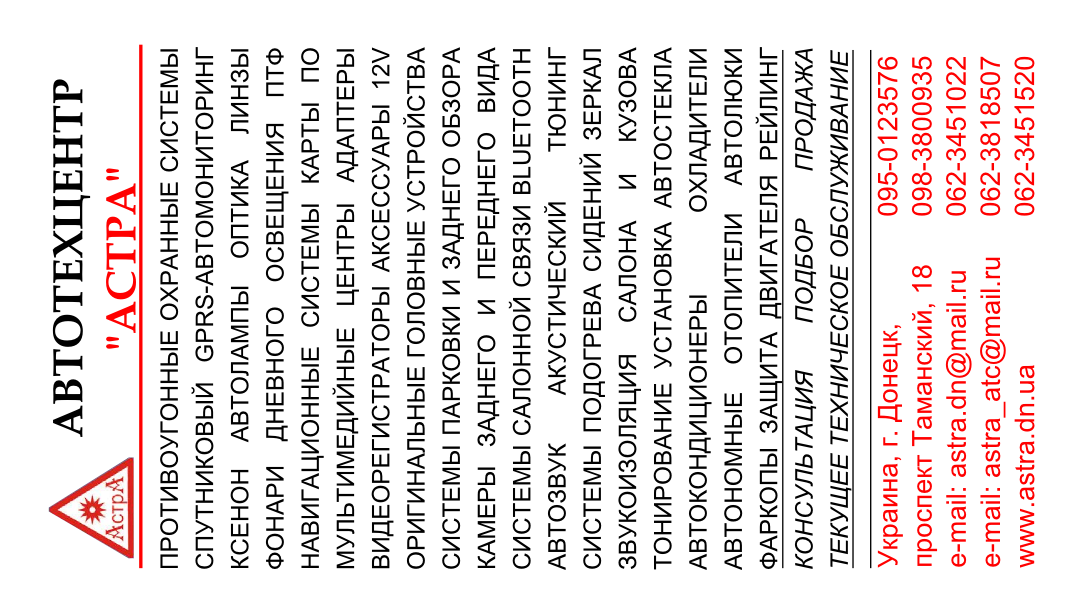 АВТОТЕХЦЕНТР
"АСТРА"
АстрА
ПРОТИВОУГОННЫЕ ОХРАННЫЕ СИСТЕМЫ
СПУТНИКОВЫЙ GPRS-АВТОМОНИТОРИНГ
КСЕНОН АВТОЛАМПЫ ОПТИКА ЛИНЗЫ
ФОНАРИ ДНЕВНОГО ОСВЕЩЕНИЯ ПТФ
НАВИГАЦИОННЫЕ СИСТЕМЫ КАРТЫ ПО
МУЛЬТИМЕДИЙНЫЕ ЦЕНТРЫ АДАПТЕРЫ
ВИДЕОРЕГИСТРАТОРЫ АКСЕССУАРЫ 12V
ОРИГИНАЛЬНЫЕ ГОЛОВНЫЕ УСТРОЙСТВА
СИСТЕМЫ ПАРКОВКИ И ЗАДНЕГО ОБЗОРА
КАМЕРЫ ЗАДНЕГО И ПЕРЕДНЕГО ВИДА
СИСТЕМЫ САЛОННОЙ СВЯЗИ BLUETOOTH
АВТОЗВУК АКУСТИЧЕСКИЙ ТЮНИНГ
СИСТЕМЫ ПОДОГРЕВА СИДЕНИЙ ЗЕРКАЛ
ЗВУКОИЗОЛЯЦИЯ САЛОНА И КУЗОВА
ТОНИРОВАНИЕ УСТАНОВКА АВТОСТЕКЛА
АВТОКОНДИЦИОНЕРЫ ОХЛАДИТЕЛИ
АВТОНОМНЫЕ ОТОПИТЕЛИ АВТОЛЮКИ
ФАРКОПЫ ЗАЩИТА ДВИГАТЕЛЯ РЕЙЛИНГ
КОНСУЛЬТАЦИЯ ПОДБОР ПРОДАЖА
ТЕКУЩЕЕ ТЕХНИЧЕСКОЕ ОБСЛУЖИВАНИЕ
Украина, г. Донецк, 095-0123576
проспект Таманский, 18 098-3800935
e-mail: astra.dn@mail.ru 062-3451022
e-mail: astra_atc@mail.ru 062-3818507
www.astra.dn.ua 062-3451520